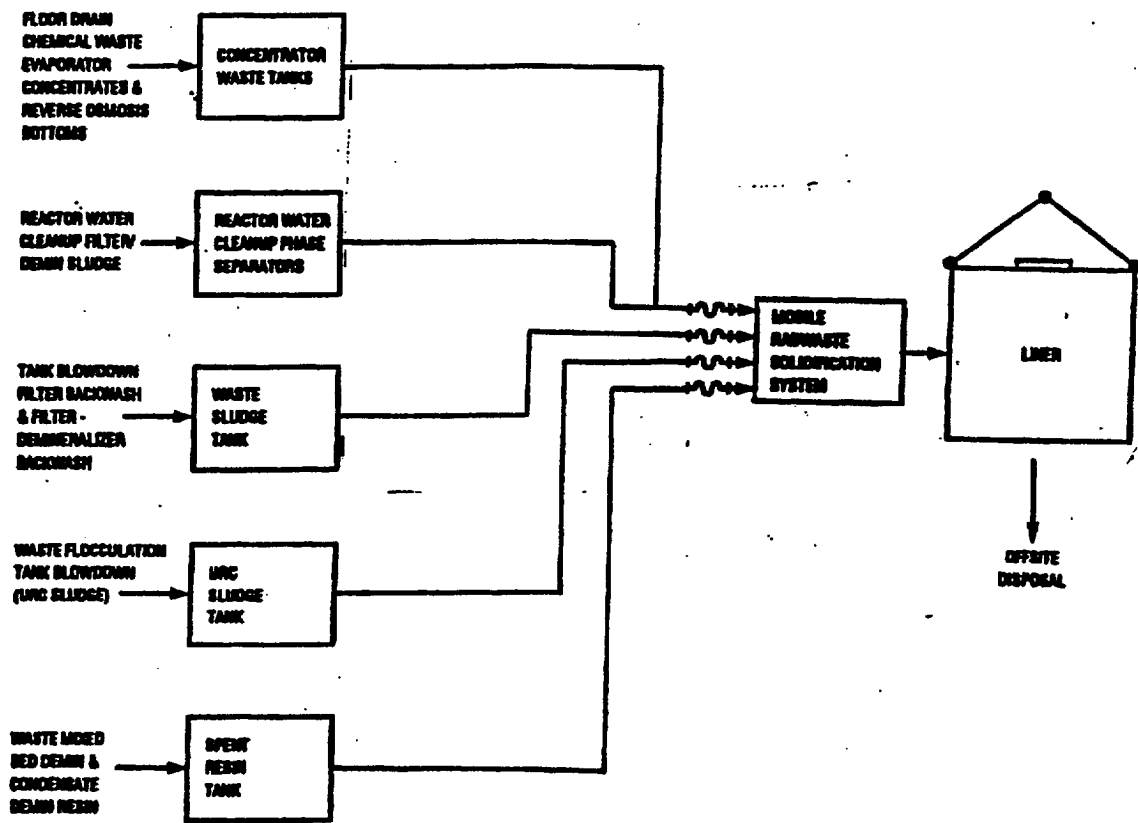 FLOOR DRAIN
CHEMICAL WASTE
EVAPORATOR
CONCENTRATES &
REVERSE OSMOSIS
BOTTOMS
CONCENTRATOR
WASTE TANKS
REACTOR WATER
CLEANUP FILTER/
DEMIN SLUDGE
REACTOR WATER
CLEANUP PHASE
SEPARATORS
TANK BLOWDOWN
FILTER BACKWASH
& FILTER -
DEMINERALIZER
BACKWASH
WASTE
SLUDGE
TANK
WASTE FLOCCULATION
TANK BLOWDOWN
(URC SLUDGE)
URC
SLUDGE
TANK
WASTE MIXED
BED DEMIN &
CONDENSATE
DEMIN RESIN
SPENT
RESIN
TANK
MOBILE
RADWASTE
SOLIDIFICATION
SYSTEM
LINER
OFFSITE
DISPOSAL